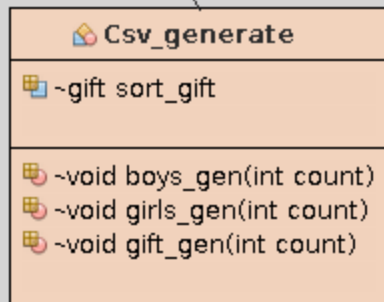 Csv_generate
~gift sort_gift
~void boys_gen(int count)
~void girls_gen(int count)
~void gift_gen(int count)